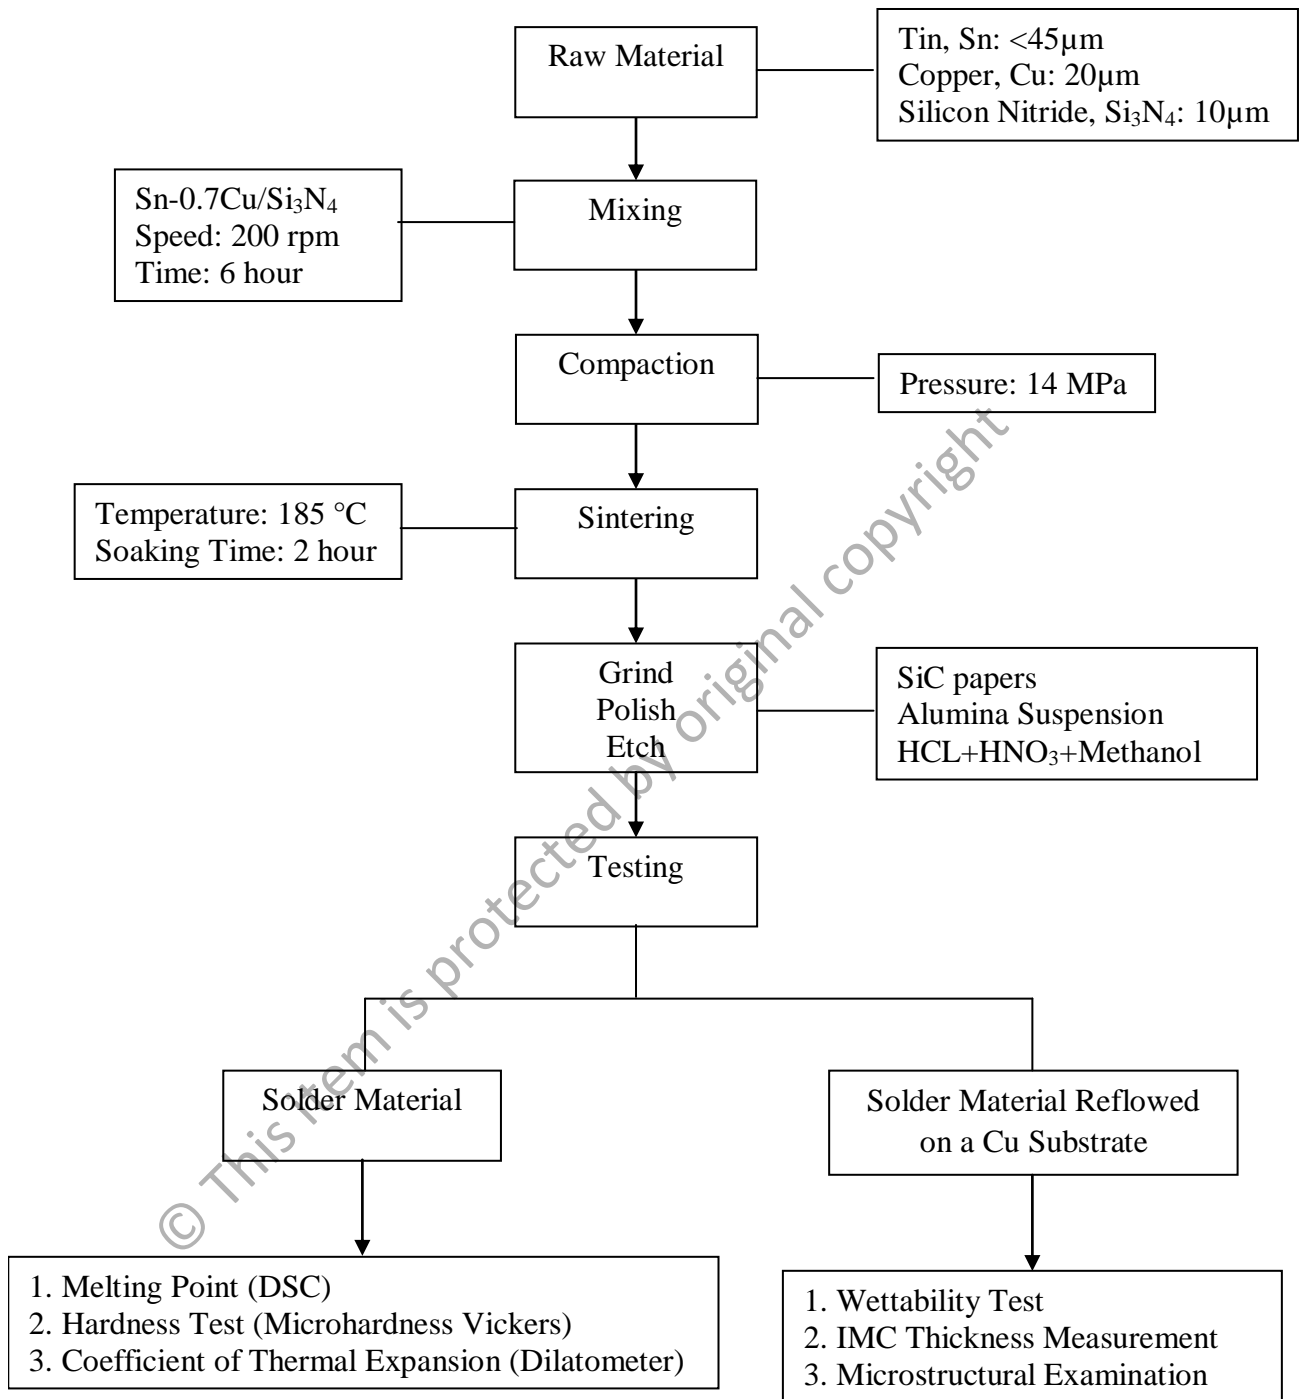 Raw Material
Tin, Sn: <45µm
Copper, Cu: 20µm
Silicon Nitride, Si₃N₄: 10µm
Sn-0.7Cu/Si₃N₄
Speed: 200 rpm
Time: 6 hour
Mixing
Compaction
Pressure: 14 MPa
Temperature: 185 °C
Soaking Time: 2 hour
Sintering
Grind
Polish
Etch
SiC papers
Alumina Suspension
HCL+HNO₃+Methanol
Testing
Solder Material
Solder Material Reflowed
on a Cu Substrate
1. Melting Point (DSC)
2. Hardness Test (Microhardness Vickers)
3. Coefficient of Thermal Expansion (Dilatometer)
1. Wettability Test
2. IMC Thickness Measurement
3. Microstructural Examination
© This item is protected by original copyright